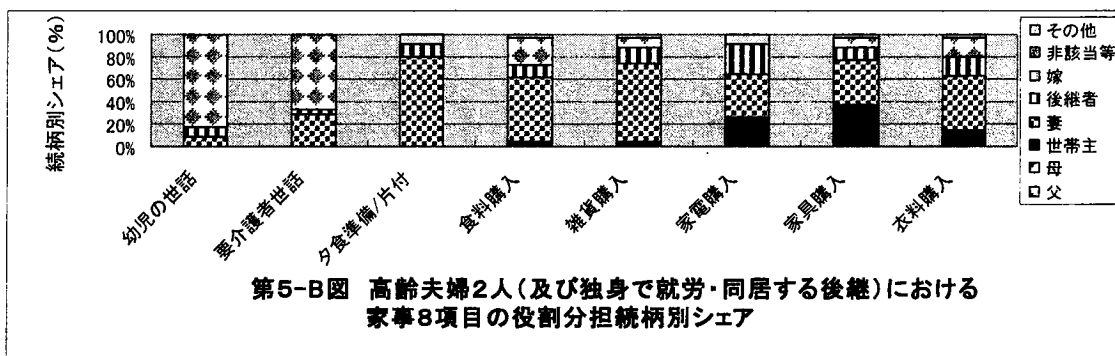 続柄別シェア(%)
100%
80%
60%
40%
20%
0%
幼児の世話
要介護者世話
夕食準備/片付
食料購入
雑貨購入
家電購入
家具購入
衣料購入
その他
非該当等
嫁
後継者
妻
世帯主
母
父
第5-B図 高齢夫婦2人(及び独身で就労・同居する後継)における
家事8項目の役割分担続柄別シェア